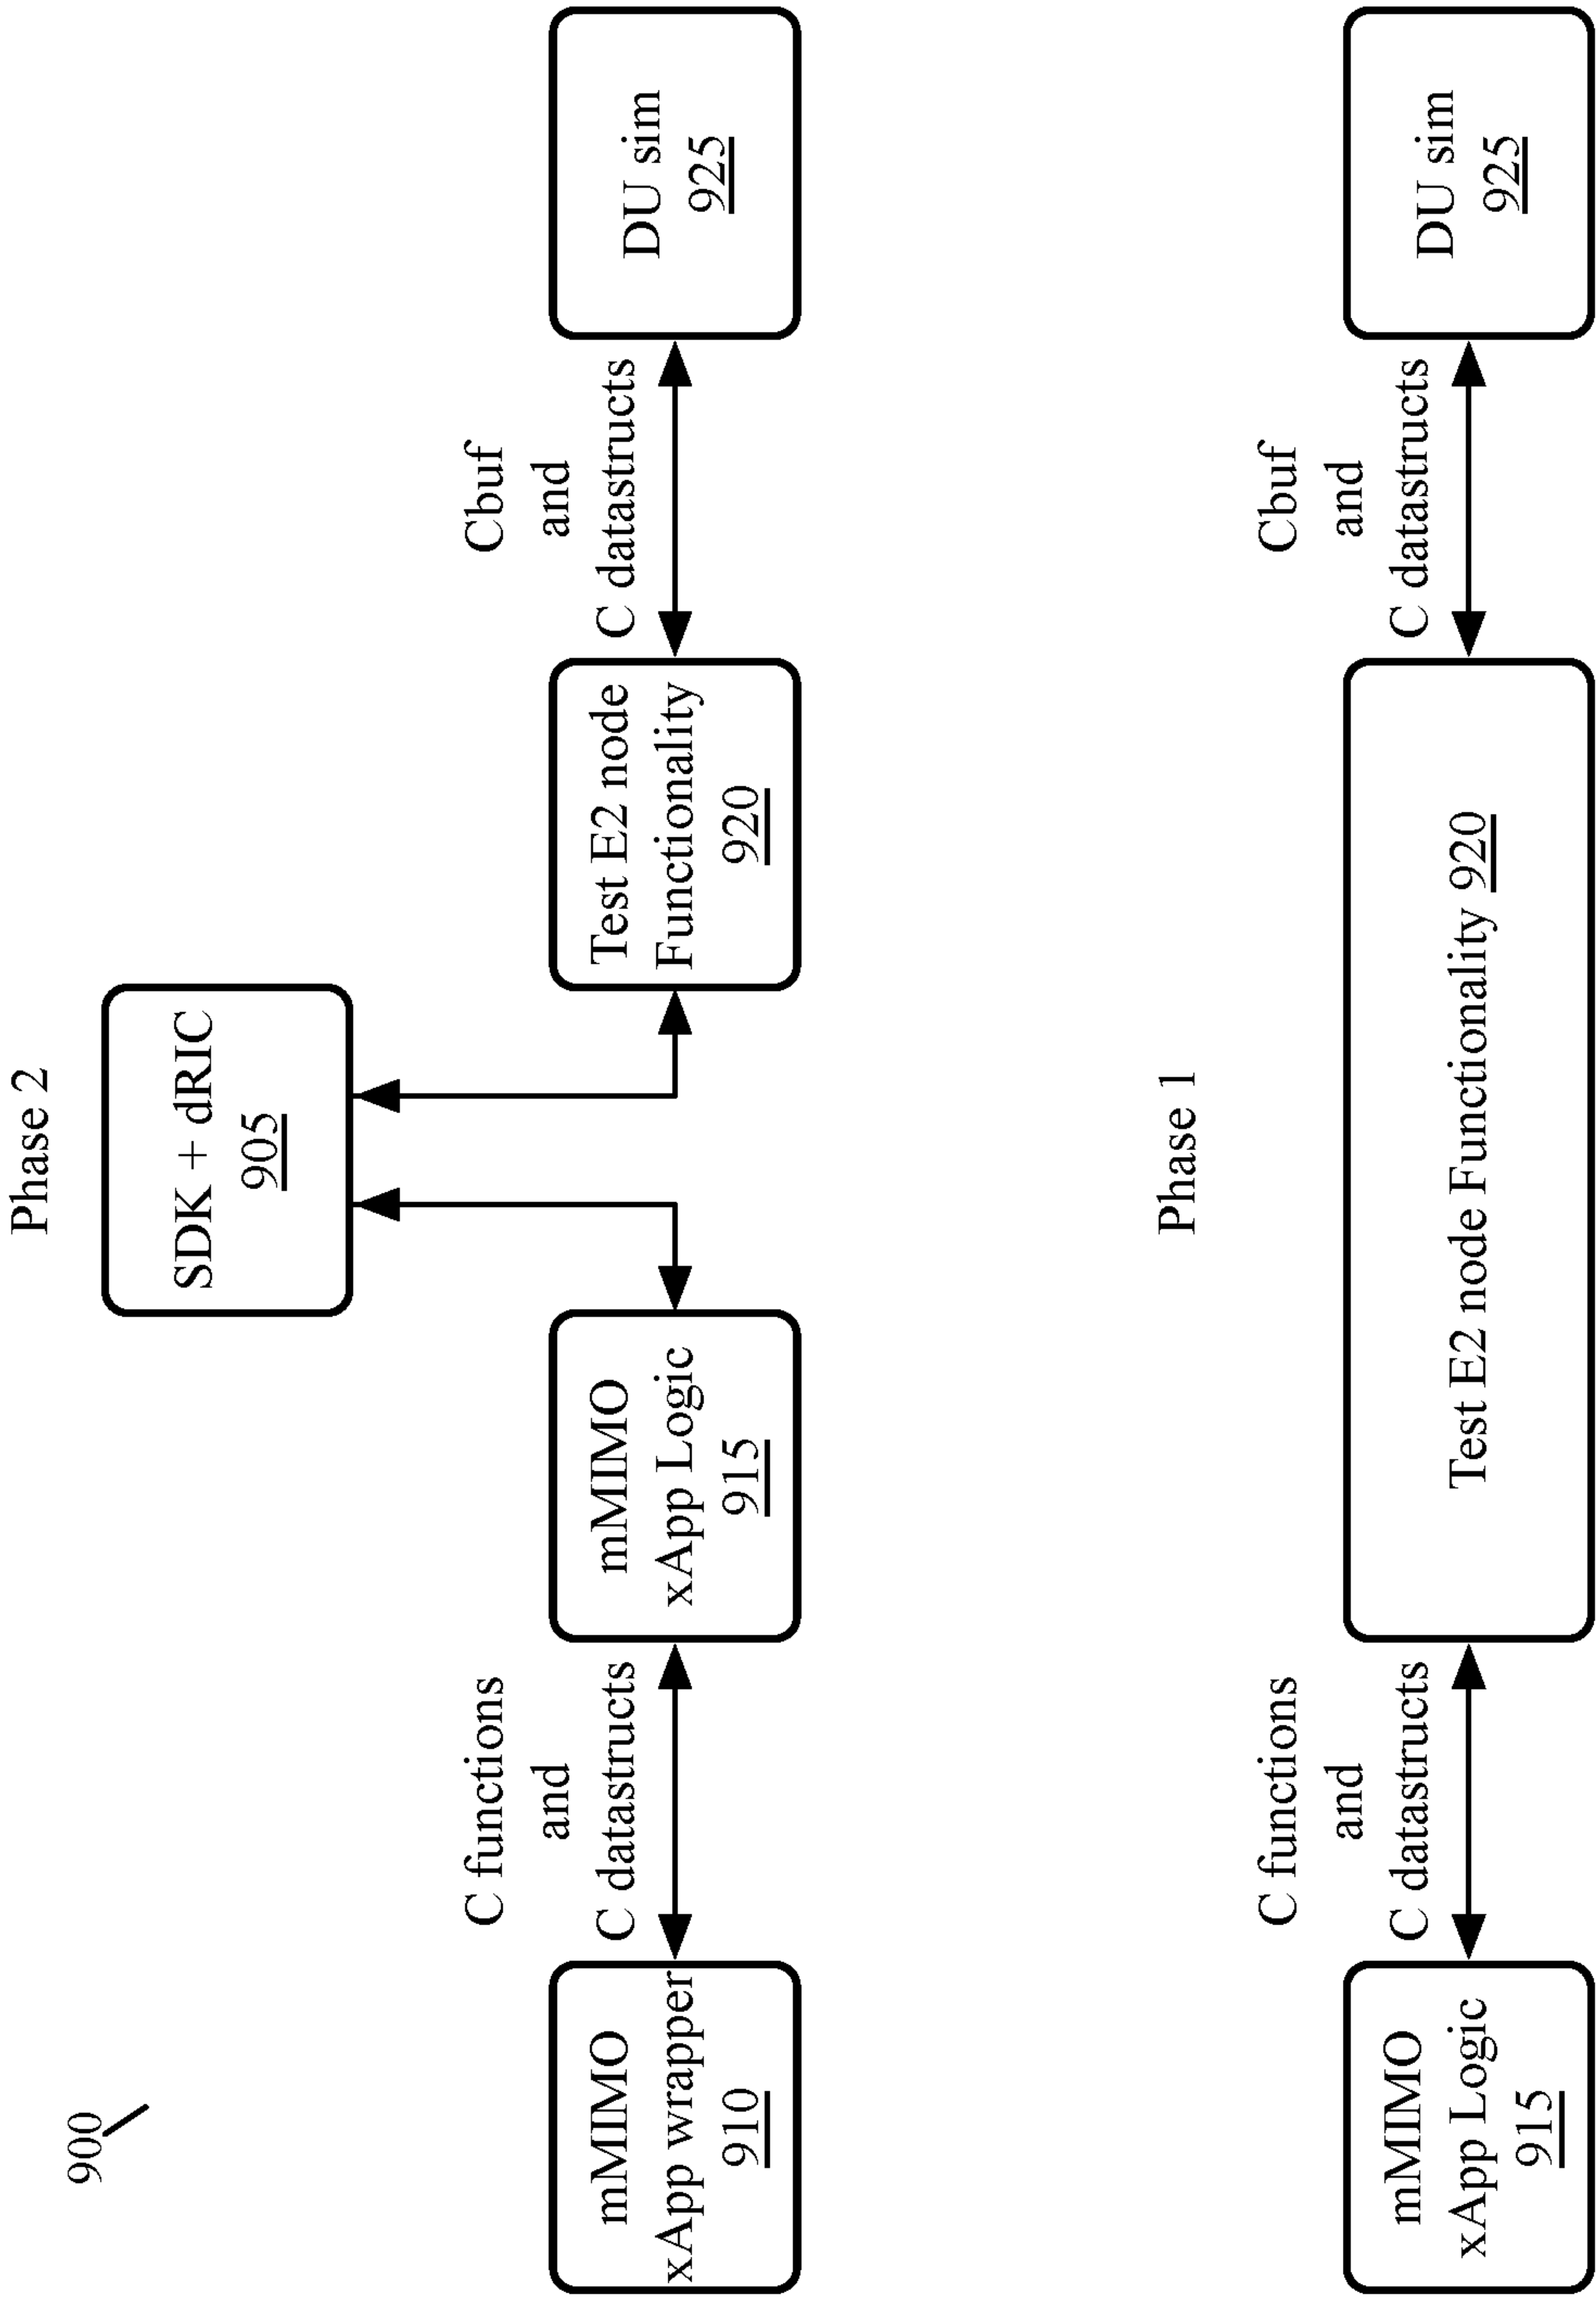 900
Phase 2
SDK + dRIC
905
mMIMO
xApp wrapper
910
C functions
and
C datastructs
mMIMO
xApp Logic
915
Test E2 node
Functionality
920
Cbuf
and
C datastructs
DU sim
925
Phase 1
mMIMO
xApp Logic
915
C functions
and
C datastructs
Test E2 node Functionality 920
Cbuf
and
C datastructs
DU sim
925